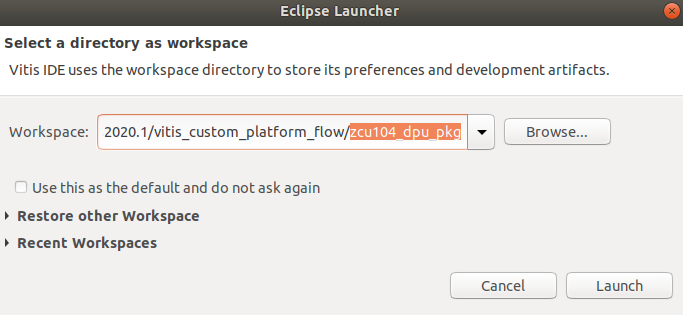 Eclipse Launcher
Select a directory as workspace
Vitis IDE uses the workspace directory to store its preferences and development artifacts.
Workspace: 2020.1/vitis_custom_platform_flow/zcu104_dpu_pkg Browse...
Use this as the default and do not ask again
Restore other Workspace
Recent Workspaces
Cancel Launch